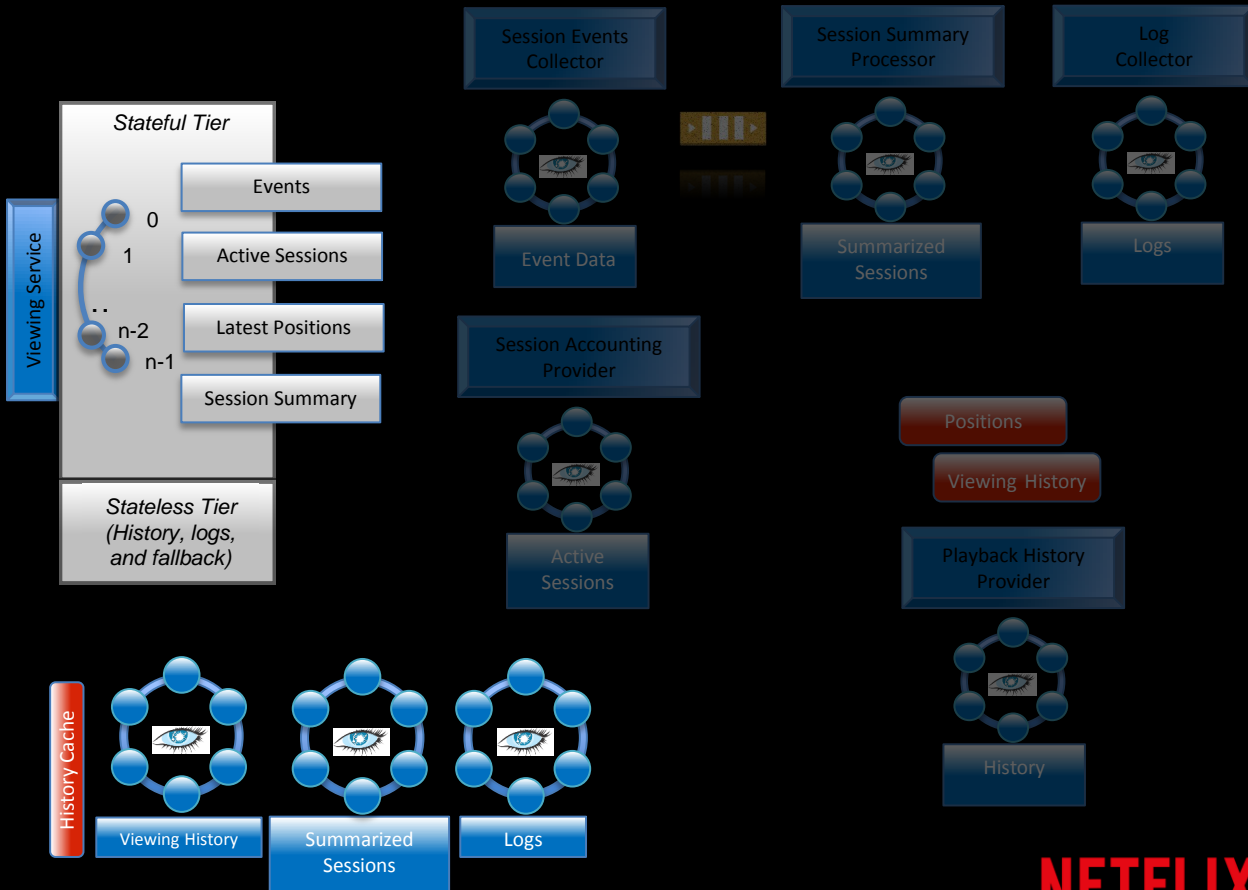 Session Events
Collector
Session Summary
Processor
Log
Collector
Stateful Tier
Viewing Service
0
1
..
n-2
n-1
Events
Active Sessions
Latest Positions
Session Summary
Event Data
Summarized
Sessions
Logs
Session Accounting
Provider
Positions
Viewing History
Stateless Tier
(History, logs,
and fallback)
Active
Sessions
Playback History
Provider
History Cache
Viewing History
Summarized
Sessions
Logs
History
NETFLIX